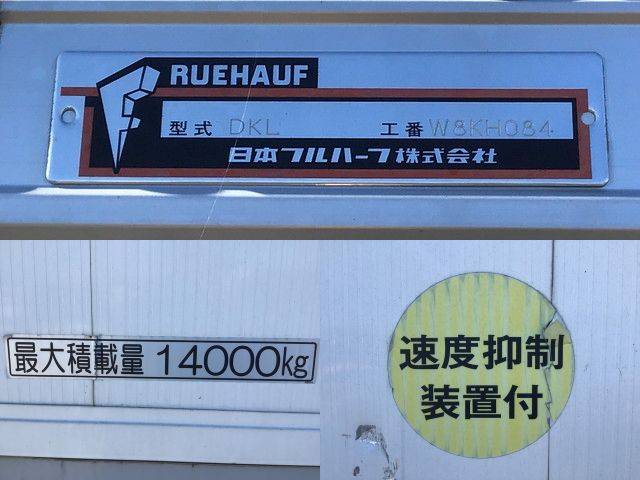 FRUEHAUF
型式 DKL 工番 W8KH084
日本フルハーフ株式会社
最大積載量 14000kg
速度抑制
装置付